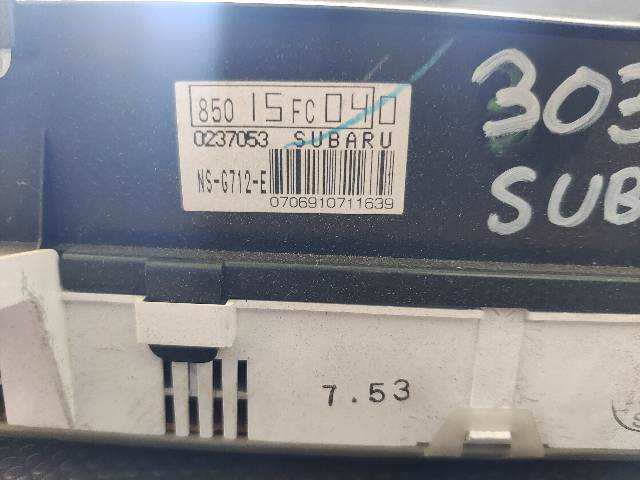 85015FC040
0237053 SUBARU
NS-G712-E
0706910711639
303
SUB
7.53